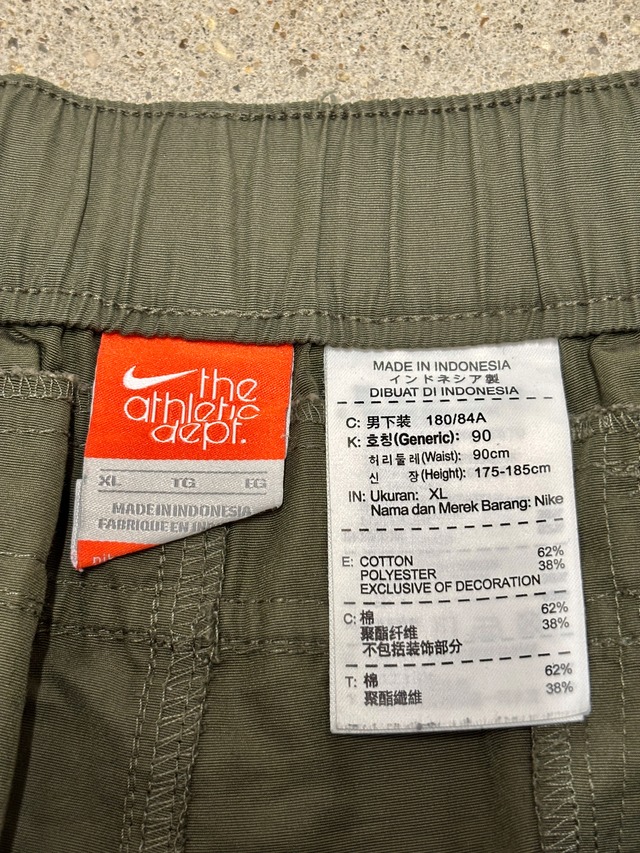 the
athletic
dept.
XL TG EG
MADE IN INDONESIA
FABRIQUE EN
MADE IN INDONESIA
インドネシア製
DIBUAT DI INDONESIA
C: 男下装 180/84A
K: 호칭(Generic): 90
허리둘레(Waist): 90cm
신 장(Height): 175-185cm
IN: Ukuran: XL
Nama dan Merek Barang: Nike
E: COTTON 62%
POLYESTER 38%
EXCLUSIVE OF DECORATION
C: 棉 62%
聚酯纤维 38%
不包括装饰部分
T: 棉 62%
聚酯纖維 38%